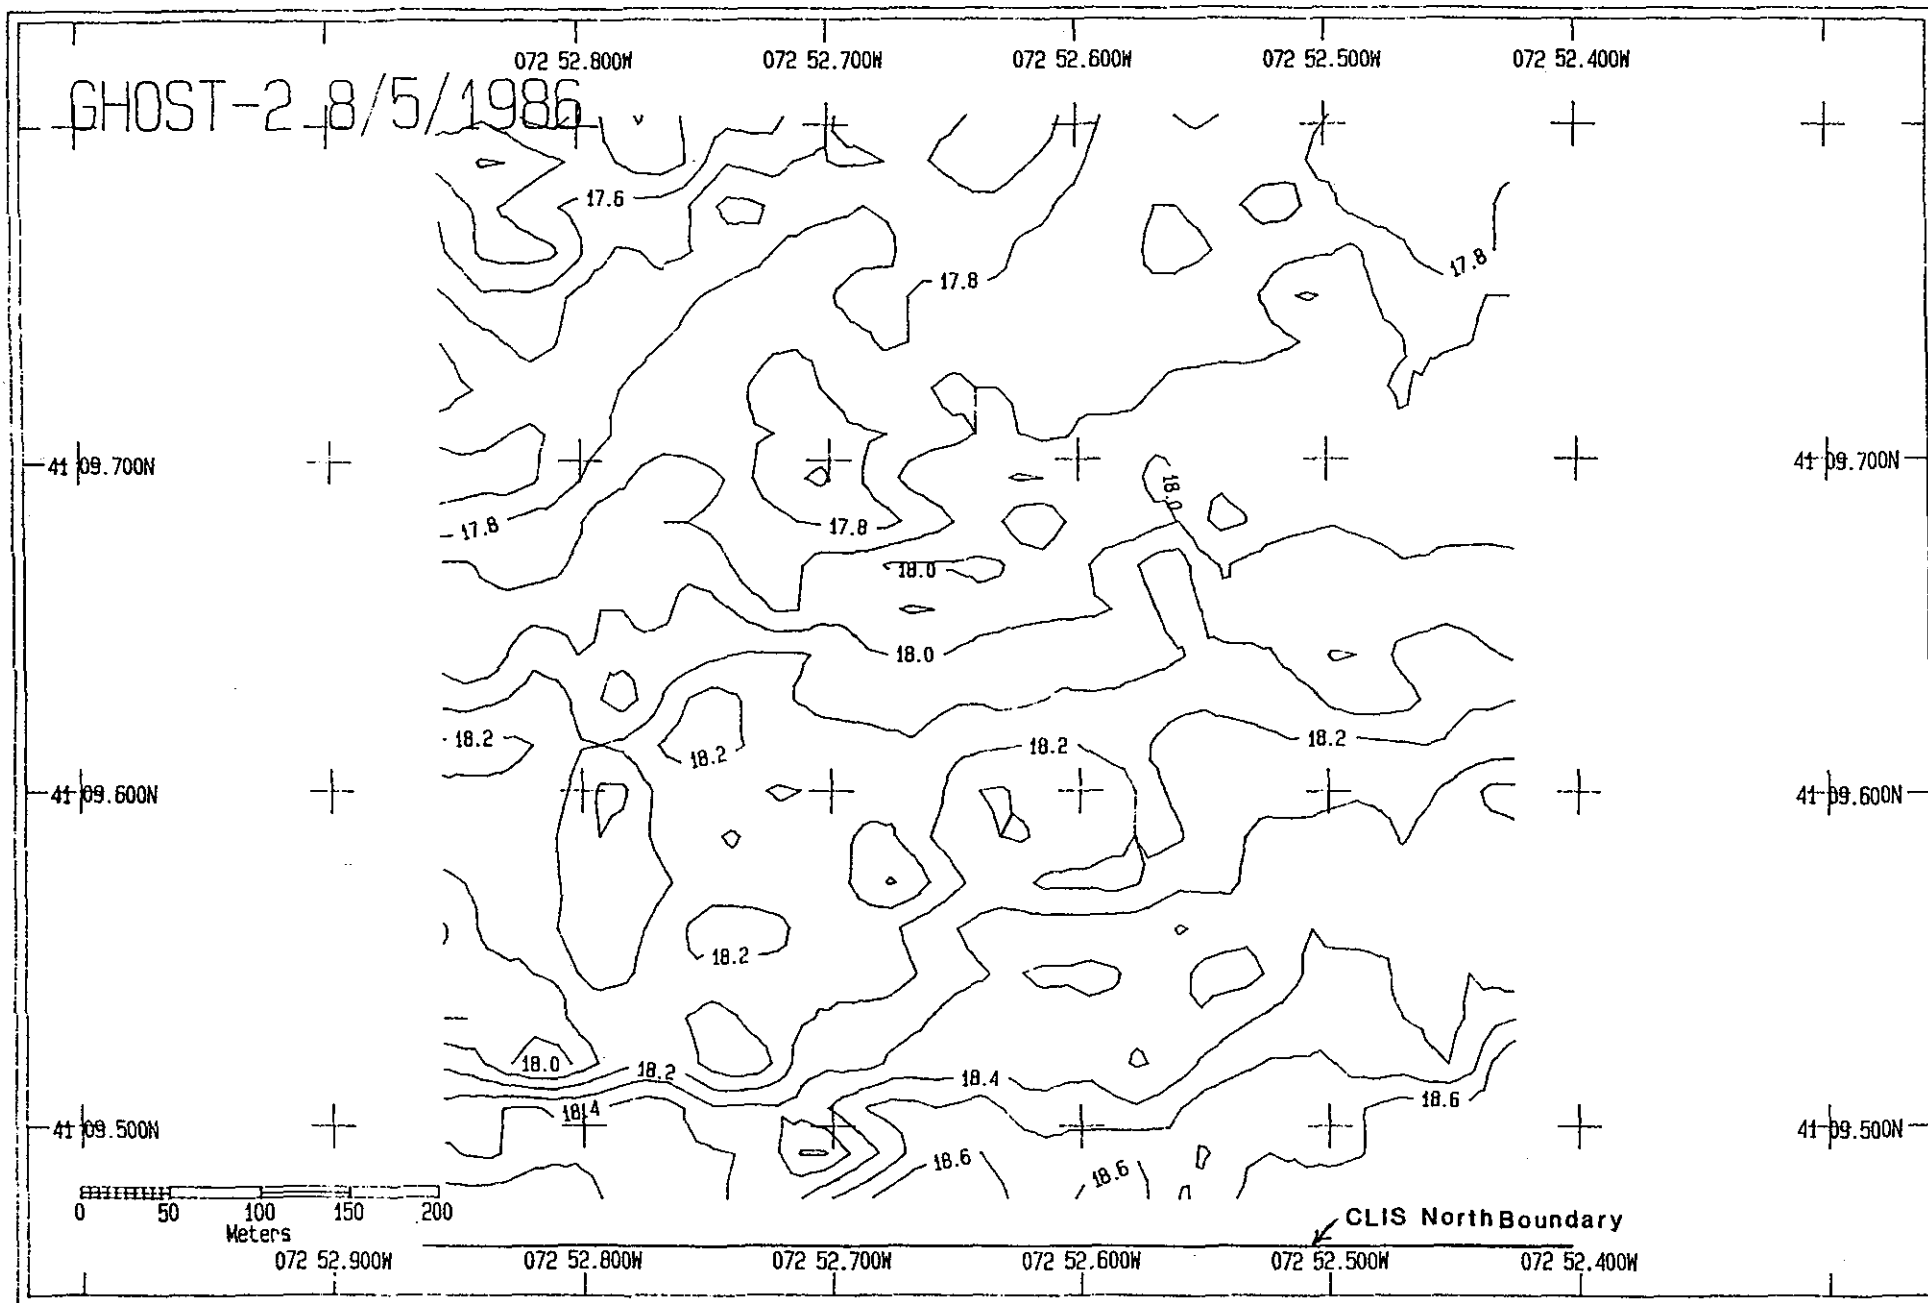 072 52.800W 072 52.700W 072 52.600W 072 52.500W 072 52.400W
GHOST-2 8/5/1986
17.6
17.8
17.8
41 09.700N 41 09.700N
18.0
17.8
17.8
18.0
18.0
18.2
18.2
18.2
18.2
41 09.600N 41 09.600N
18.2
18.0
18.2
18.4
18.6
18.4
41 09.500N 41 09.500N
18.6
18.6
0 50 100 150 200
Meters
CLIS North Boundary
072 52.900W 072 52.800W 072 52.700W 072 52.600W 072 52.500W 072 52.400W